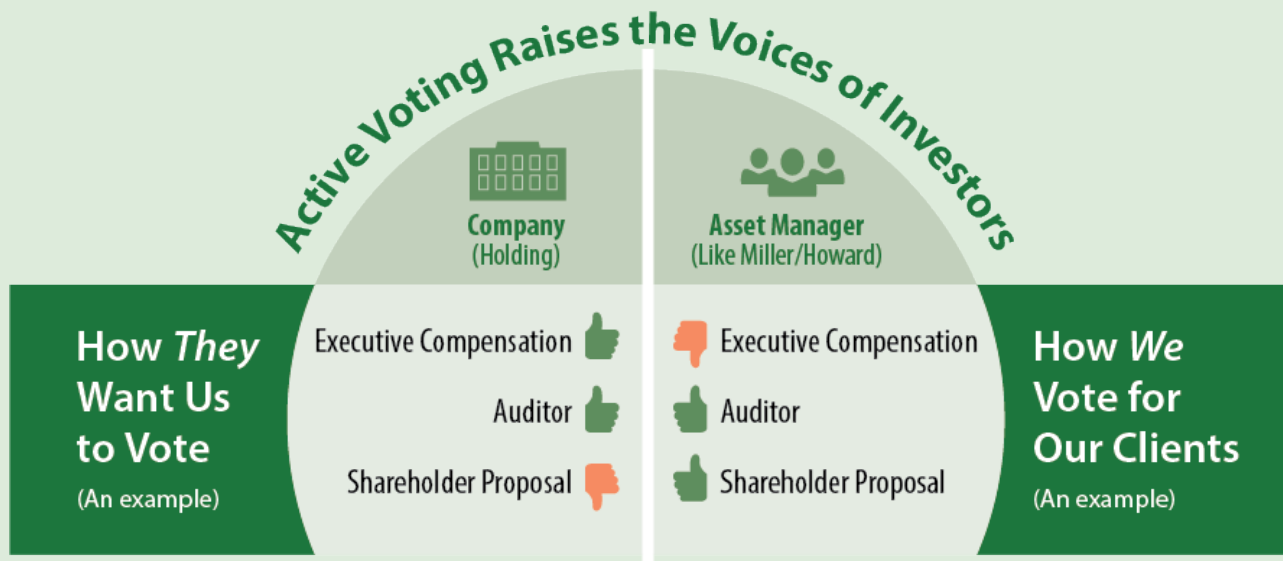 Active Voting Raises the Voices of Investors
Company
(Holding)
Asset Manager
(Like Miller/Howard)
How They
Want Us
to Vote
(An example)
Executive Compensation
Auditor
Shareholder Proposal
Executive Compensation
Auditor
Shareholder Proposal
How We
Vote for
Our Clients
(An example)